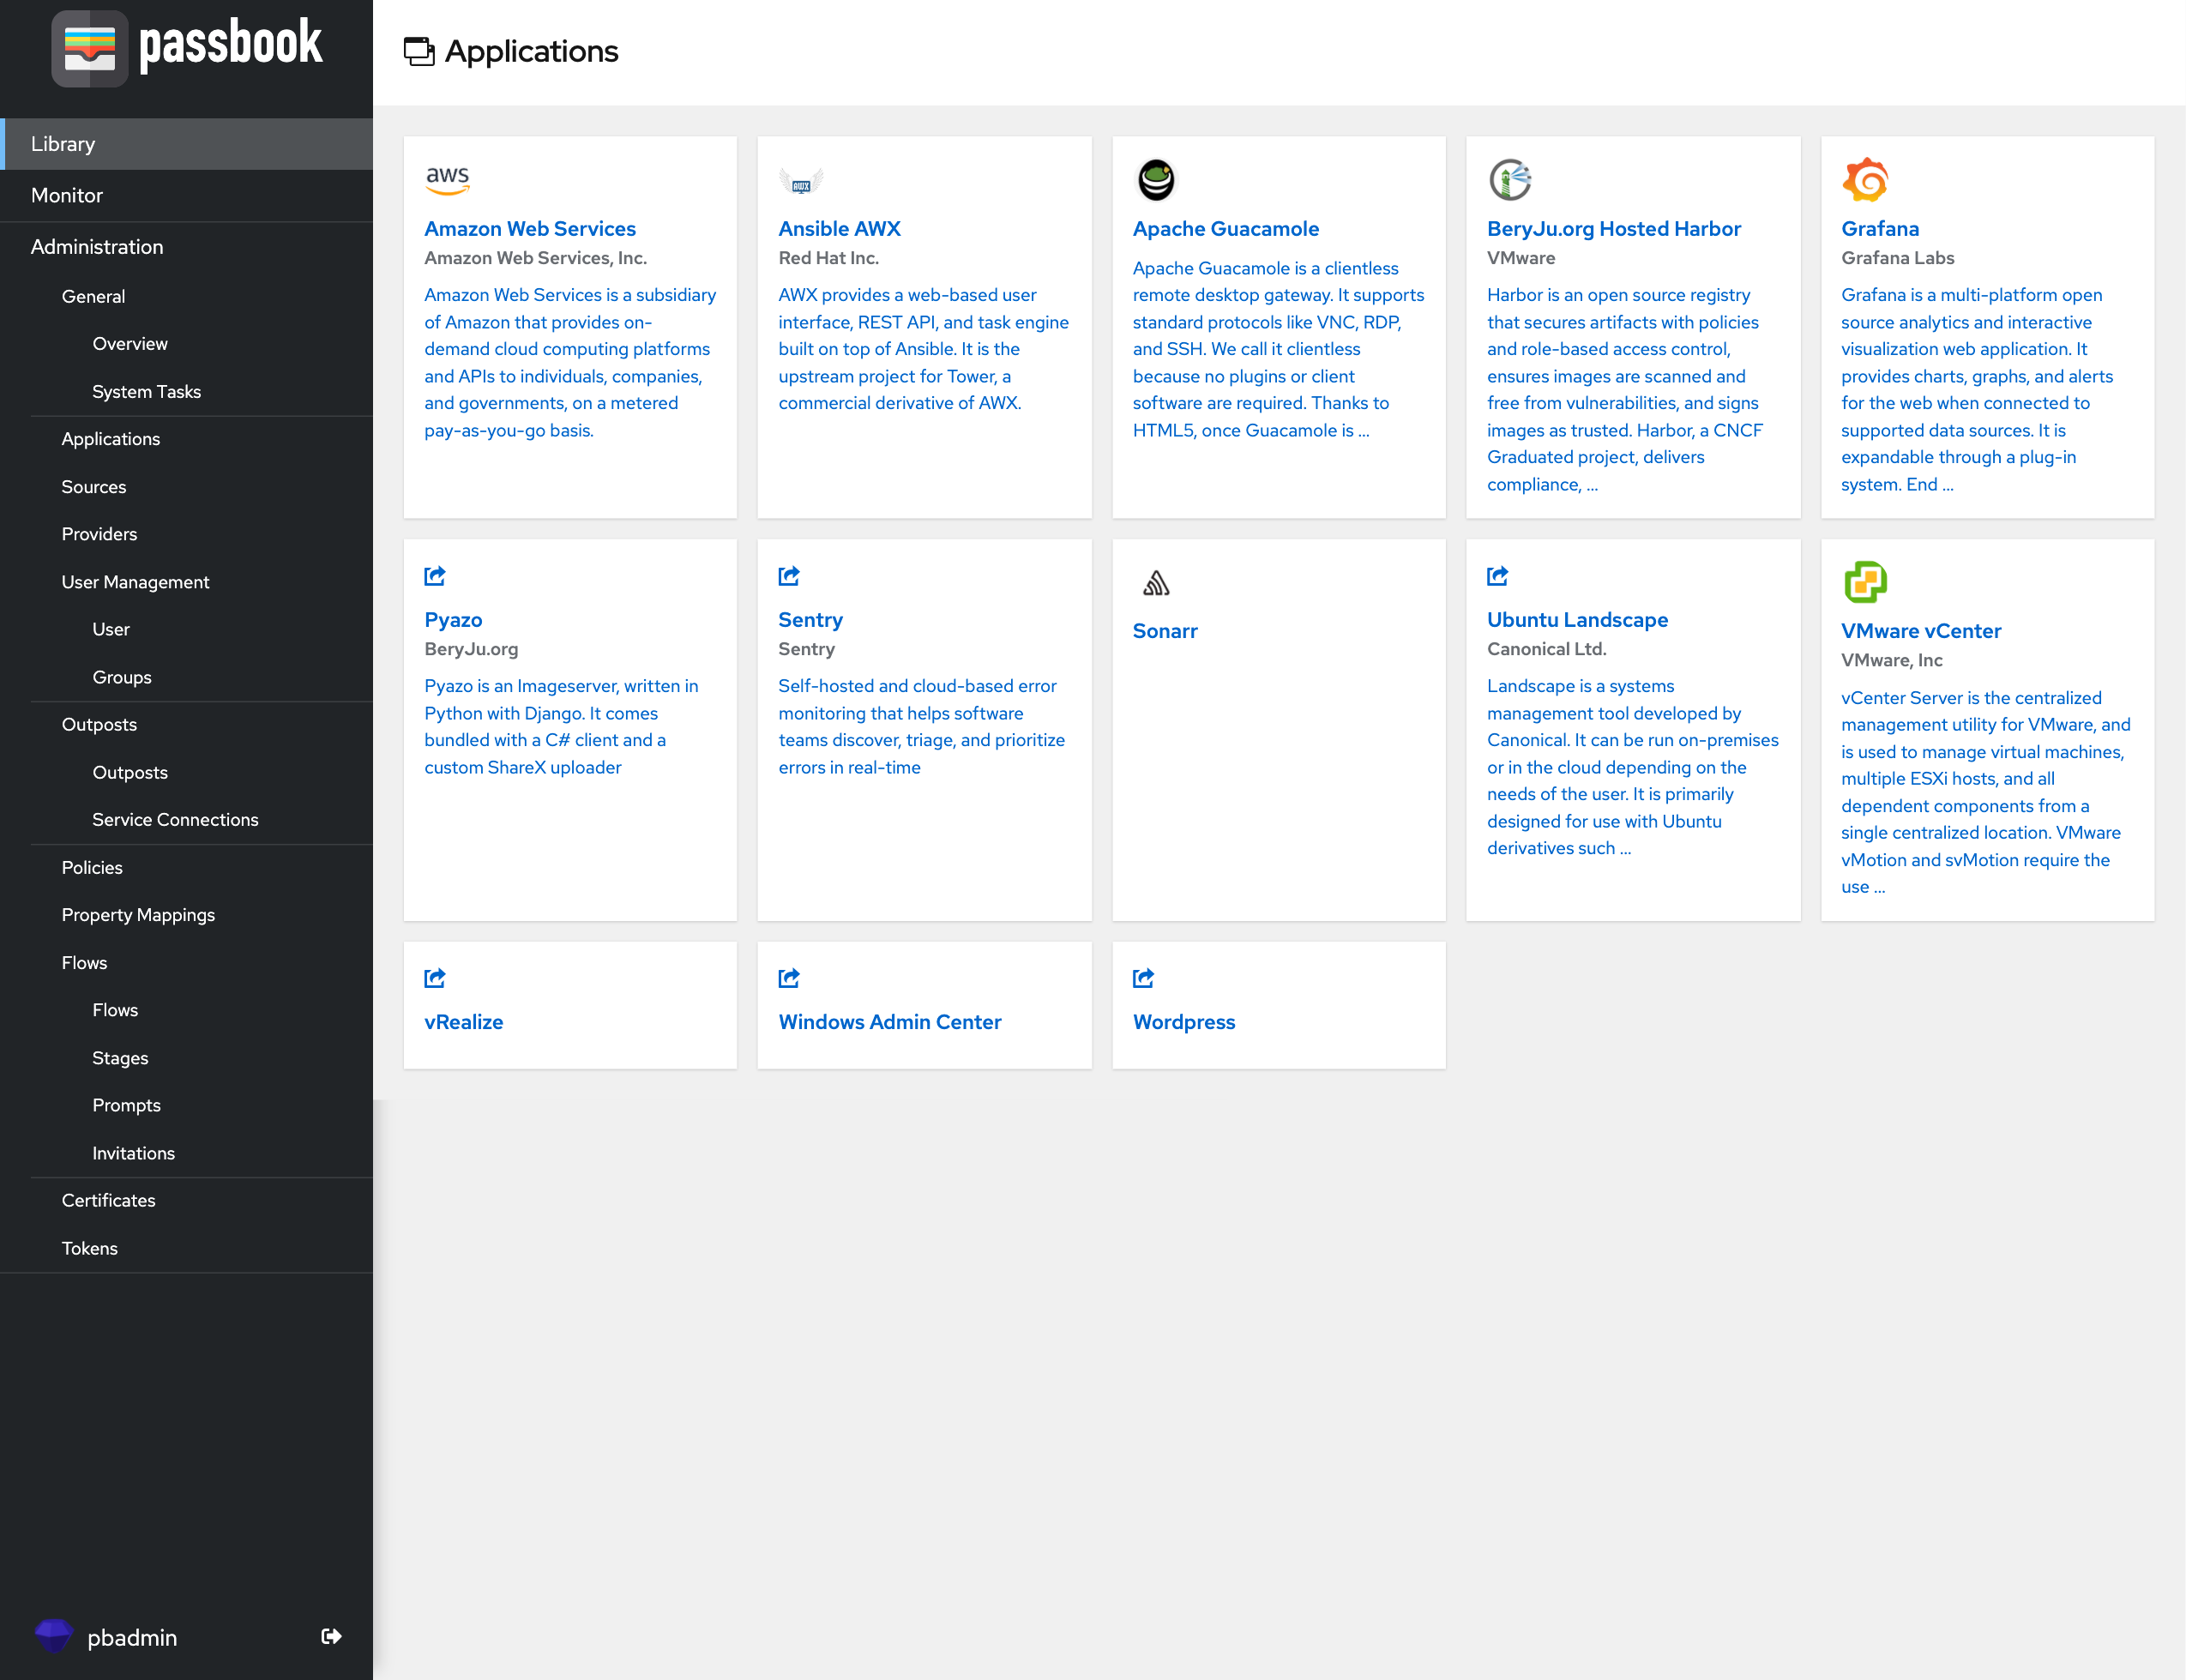 passbook
Library
Monitor
Administration
General
Overview
System Tasks
Applications
Sources
Providers
User Management
User
Groups
Outposts
Outposts
Service Connections
Policies
Property Mappings
Flows
Flows
Stages
Prompts
Invitations
Certificates
Tokens
pbadmin
Applications
aws
Amazon Web Services
Amazon Web Services, Inc.
Amazon Web Services is a subsidiary
of Amazon that provides on-
demand cloud computing platforms
and APIs to individuals, companies,
and governments, on a metered
pay-as-you-go basis.
AWX
Ansible AWX
Red Hat Inc.
AWX provides a web-based user
interface, REST API, and task engine
built on top of Ansible. It is the
upstream project for Tower, a
commercial derivative of AWX.
Apache Guacamole
Apache Guacamole is a clientless
remote desktop gateway. It supports
standard protocols like VNC, RDP,
and SSH. We call it clientless
because no plugins or client
software are required. Thanks to
HTML5, once Guacamole is ...
BeryJu.org Hosted Harbor
VMware
Harbor is an open source registry
that secures artifacts with policies
and role-based access control,
ensures images are scanned and
free from vulnerabilities, and signs
images as trusted. Harbor, a CNCF
Graduated project, delivers
compliance, ...
Grafana
Grafana Labs
Grafana is a multi-platform open
source analytics and interactive
visualization web application. It
provides charts, graphs, and alerts
for the web when connected to
supported data sources. It is
expandable through a plug-in
system. End ...
Pyazo
BeryJu.org
Pyazo is an Imageserver, written in
Python with Django. It comes
bundled with a C# client and a
custom ShareX uploader
Sentry
Sentry
Self-hosted and cloud-based error
monitoring that helps software
teams discover, triage, and prioritize
errors in real-time
Sonarr
Ubuntu Landscape
Canonical Ltd.
Landscape is a systems
management tool developed by
Canonical. It can be run on-premises
or in the cloud depending on the
needs of the user. It is primarily
designed for use with Ubuntu
derivatives such ...
VMware vCenter
VMware, Inc
vCenter Server is the centralized
management utility for VMware, and
is used to manage virtual machines,
multiple ESXi hosts, and all
dependent components from a
single centralized location. VMware
vMotion and svMotion require the
use ...
vRealize
Windows Admin Center
Wordpress